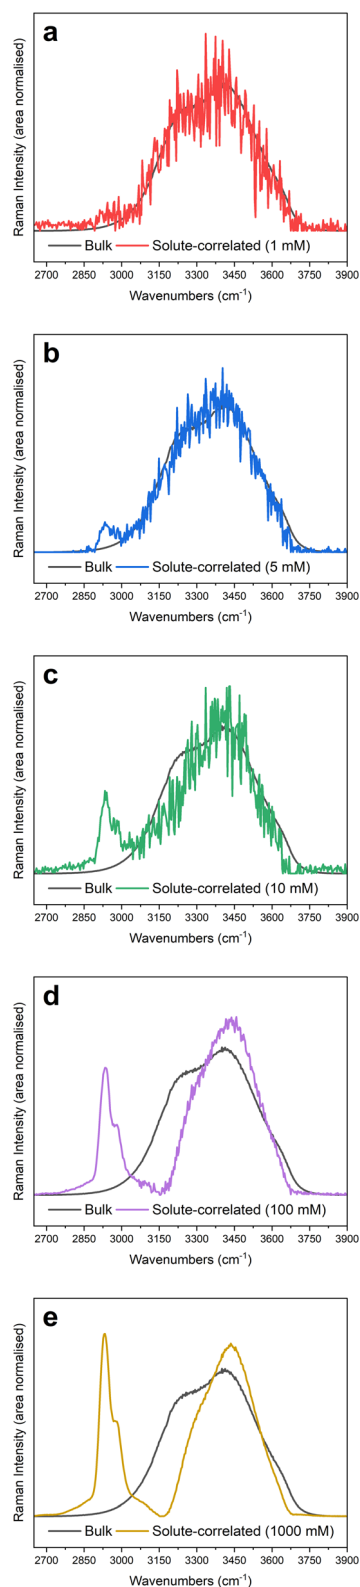 a
Raman Intensity (area normalised)
Bulk Solute-correlated (1 mM)
2700 2850 3000 3150 3300 3450 3600 3750 3900
Wavenumbers (cm⁻¹)
b
Raman Intensity (area normalised)
Bulk Solute-correlated (5 mM)
2700 2850 3000 3150 3300 3450 3600 3750 3900
Wavenumbers (cm⁻¹)
c
Raman Intensity (area normalised)
Bulk Solute-correlated (10 mM)
2700 2850 3000 3150 3300 3450 3600 3750 3900
Wavenumbers (cm⁻¹)
d
Raman Intensity (area normalised)
Bulk Solute-correlated (100 mM)
2700 2850 3000 3150 3300 3450 3600 3750 3900
Wavenumbers (cm⁻¹)
e
Raman Intensity (area normalised)
Bulk Solute-correlated (1000 mM)
2700 2850 3000 3150 3300 3450 3600 3750 3900
Wavenumbers (cm⁻¹)